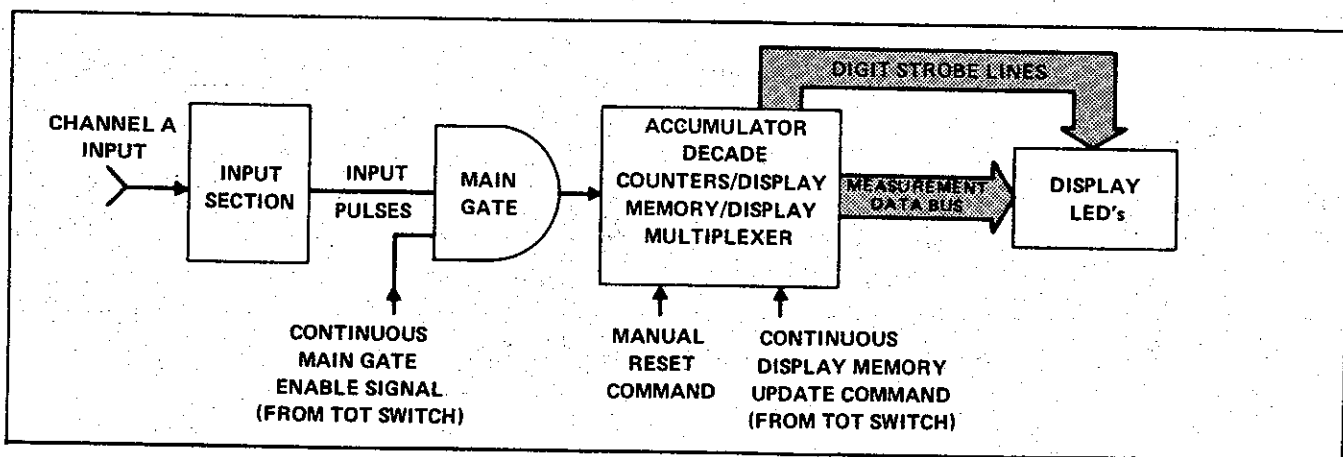 DIGIT STROBE LINES
CHANNEL A
INPUT
INPUT
SECTION
INPUT
PULSES
MAIN
GATE
ACCUMULATOR
DECADE
COUNTERS/DISPLAY
MEMORY/DISPLAY
MULTIPLEXER
MEASUREMENT
DATA BUS
DISPLAY
LED's
CONTINUOUS
MAIN GATE
ENABLE SIGNAL
(FROM TOT SWITCH)
MANUAL
RESET
COMMAND
CONTINUOUS
DISPLAY MEMORY
UPDATE COMMAND
(FROM TOT SWITCH)